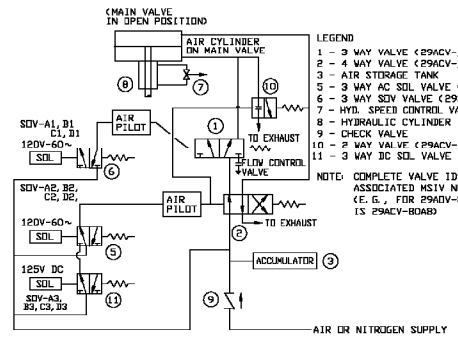 (MAIN VALVE
IN OPEN POSITION)
AIR CYLINDER
ON MAIN VALVE
8
7
10
TO EXHAUST
1
FLOW CONTROL
VALVE
SOV-A1, B1
C1, D1
120V-60~
SOL
AIR
PILOT
6
SOV-A2, B2,
C2, D2,
120V-60~
SOL
AIR
PILOT
5
2
TO EXHAUST
125V DC
SOL
SOV-A3,
B3, C3, D3
11
ACCUMULATOR
3
9
AIR OR NITROGEN SUPPLY
LEGEND
1 - 3 WAY VALVE (29ACV-
2 - 4 WAY VALVE (29ACV-
3 - AIR STORAGE TANK
5 - 3 WAY AC SOL VALVE (
6 - 3 WAY SOV VALVE (29
7 - HYD. SPEED CONTROL VA
8 - HYDRAULIC CYLINDER
9 - CHECK VALVE
10 - 2 WAY VALVE (29ACV-
11 - 3 WAY DC SOL VALVE
NOTE: COMPLETE VALVE ID
ASSOCIATED MSIV N
(E.G., FOR 29AOV-
IS 29ACV-80AB)